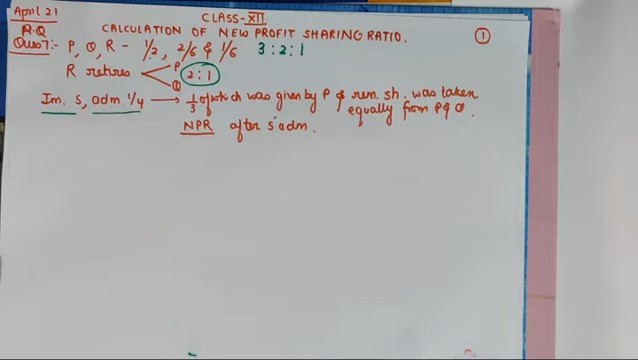 April 21
CLASS-XII
P.Q
CALCULATION OF NEW PROFIT SHARING RATIO.
①
Ques7:- P, Q, R - 1/2, 2/6 & 1/6 3:2:1
R retires P 2:1
Q
Im. S, adm. 1/4 → 1/3 of which was given by P & rem. sh. was taken
equally from P & Q.
NPR after S' adm.